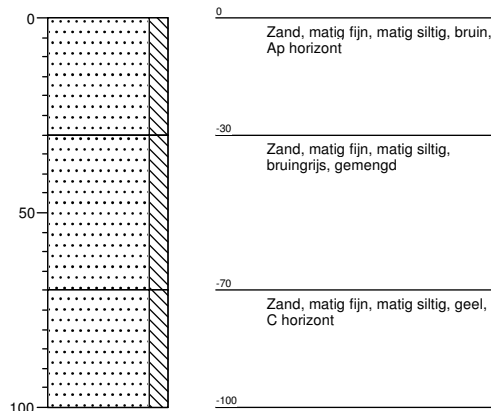 0
50
100
0
Zand, matig fijn, matig siltig, bruin,
Ap horizont
-30
Zand, matig fijn, matig siltig,
bruingrijs, gemengd
-70
Zand, matig fijn, matig siltig, geel,
C horizont
-100